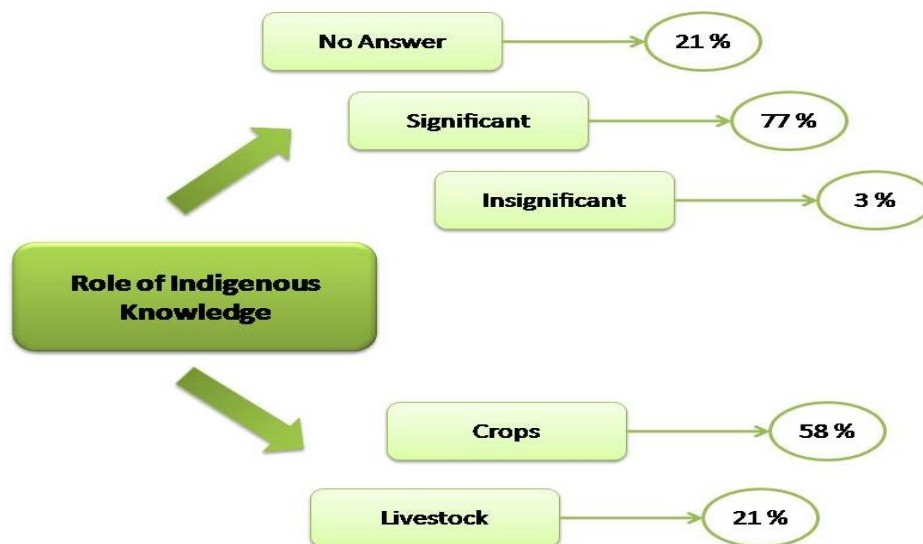 No Answer
21 %
Significant
77 %
Insignificant
3 %
Role of Indigenous
Knowledge
Crops
58 %
Livestock
21 %